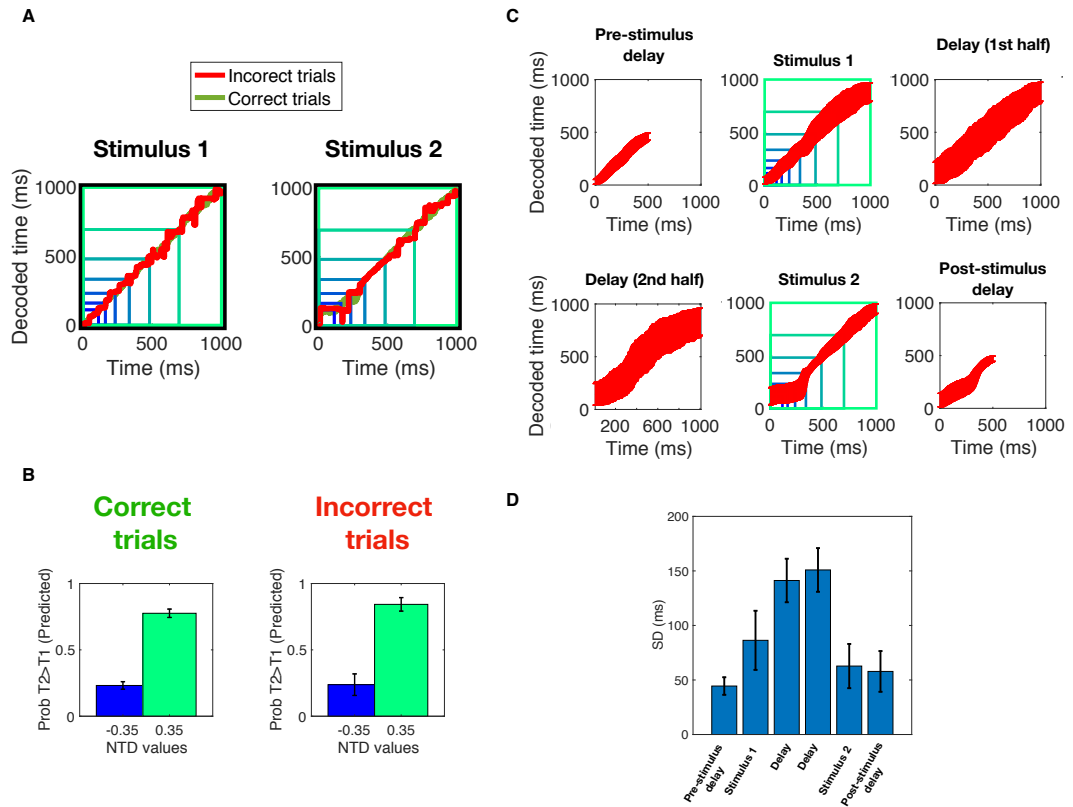 A
Incorect trials
Correct trials
Stimulus 1
Stimulus 2
Decoded time (ms)
1000
500
0
0
500
1000
Time (ms)
0
500
1000
Time (ms)
1000
500
0
B
Correct
trials
Incorrect
trials
Prob T2>T1 (Predicted)
1
0.5
0
-0.35
0.35
NTD values
Prob T2>T1 (Predicted)
1
0.5
0
-0.35
0.35
NTD values
C
Pre-stimulus
delay
Stimulus 1
Delay (1st half)
Decoded time (ms)
1000
500
0
0
500
1000
Time (ms)
1000
500
0
0
500
1000
Time (ms)
1000
500
0
0
500
1000
Time (ms)
Delay (2nd half)
Stimulus 2
Post-stimulus
delay
Decoded time (ms)
1000
500
0
200
600
1000
Time (ms)
1000
500
0
0
500
1000
Time (ms)
1000
500
0
0
500
1000
Time (ms)
D
SD (ms)
200
150
100
50
0
Pre-stimulus
delay
Stimulus 1
Delay
Delay
Stimulus 2
Post-stimulus
delay